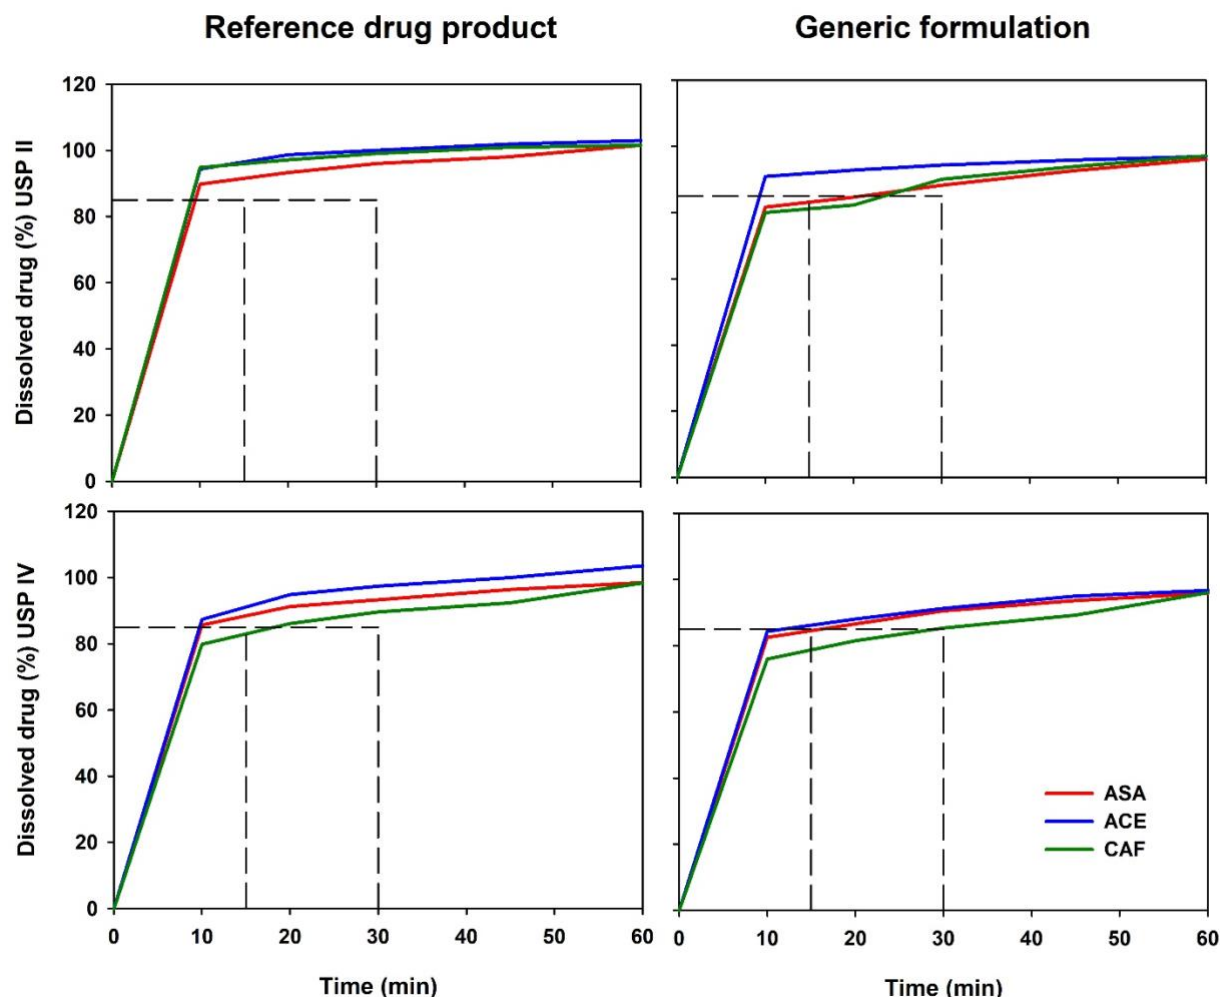 Reference drug product
Generic formulation
Dissolved drug (%) USP II
120
100
80
60
40
20
0
Dissolved drug (%) USP IV
120
100
80
60
40
20
0
ASA
ACE
CAF
0 10 20 30 40 50 60
0 10 20 30 40 50 60
Time (min)
Time (min)